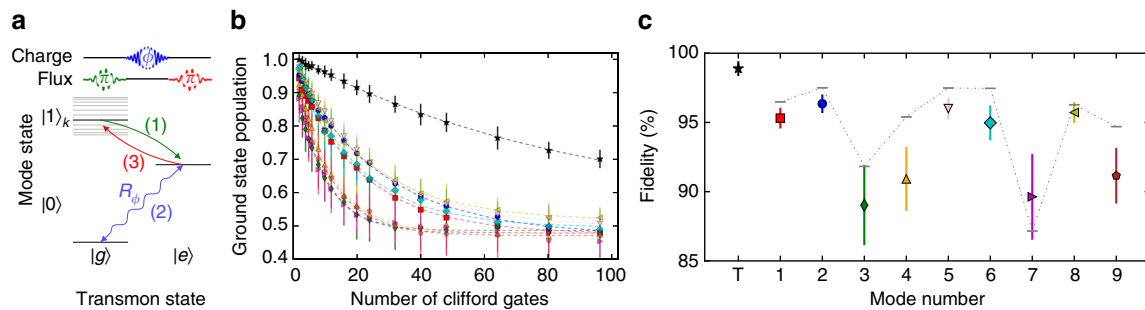 a
Charge
ϕ
Flux
π
π
Mode state
|1⟩k
(1)
(3)
Rϕ
(2)
|0⟩
|g⟩
|e⟩
Transmon state
b
Ground state population
1.0
0.9
0.8
0.7
0.6
0.5
0.4
0
20
40
60
80
100
Number of clifford gates
c
Fidelity (%)
100
95
90
85
T
1
2
3
4
5
6
7
8
9
Mode number